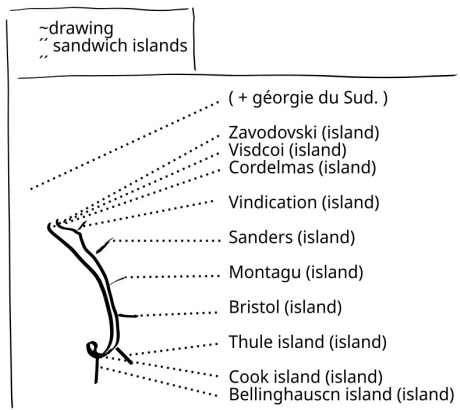 ~drawing
´´ sandwich islands
´´
( + géorgie du Sud. )
Zavodovski (island)
Visdcoi (island)
Cordelmas (island)
Vindication (island)
Sanders (island)
Montagu (island)
Bristol (island)
Thule island (island)
Cook island (island)
Bellinghauscn island (island)